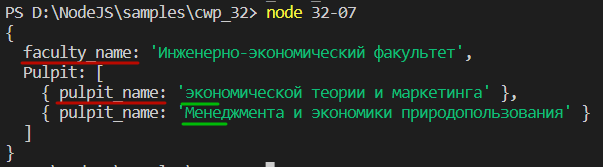 PS D:\NodeJS\samples\cwp_32> node 32-07
{
faculty_name: 'Инженерно-экономический факультет',
Pulpit: [
{ pulpit_name: 'экономической теории и маркетинга' },
{ pulpit_name: 'Менеджмента и экономики природопользования' }
]
}